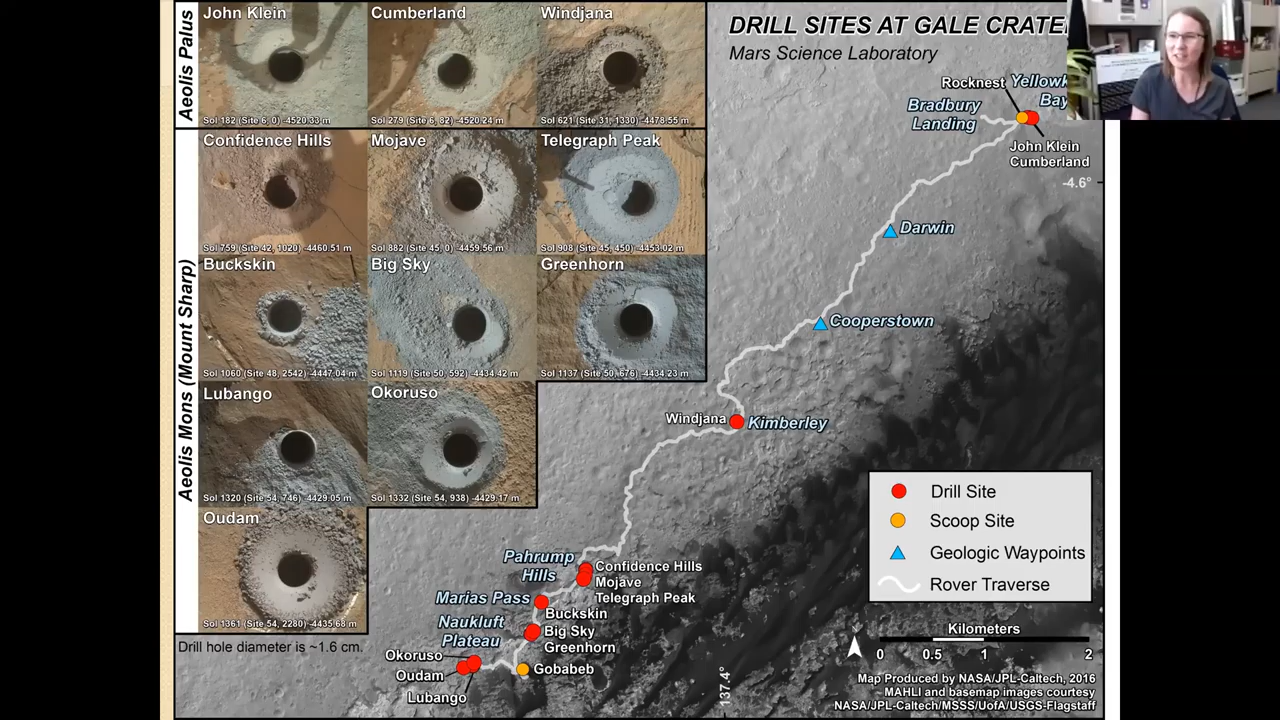 DRILL SITES AT GALE CRATE
Mars Science Laboratory
Aeolis Palus
John Klein
Sol 182 (Site 6, 0) -4520.33 m
Cumberland
Sol 279 (Site 6, 82) -4520.24 m
Windjana
Sol 621 (Site 31, 1330) -4478.55 m
Aeolis Mons (Mount Sharp)
Confidence Hills
Sol 759 (Site 42, 1020) -4460.51 m
Mojave
Sol 882 (Site 45, 0) -4459.56 m
Telegraph Peak
Sol 908 (Site 45, 450) -4453.02 m
Buckskin
Sol 1060 (Site 48, 2542) -4447.04 m
Big Sky
Sol 1119 (Site 50, 592) -4434.42 m
Greenhorn
Sol 1137 (Site 50, 676) -4434.23 m
Lubango
Sol 1320 (Site 54, 746) -4429.05 m
Okoruso
Sol 1332 (Site 54, 938) -4429.17 m
Oudam
Sol 1361 (Site 54, 2280) -4435.68 m
Drill hole diameter is ~1.6 cm.
Rocknest
Yellowk
Bay
Bradbury
Landing
John Klein
Cumberland
-4.6°
Darwin
Cooperstown
Windjana
Kimberley
Pahrump
Hills
Confidence Hills
Mojave
Telegraph Peak
Marias Pass
Buckskin
Naukluft
Plateau
Big Sky
Greenhorn
Okoruso
Oudam
Lubango
Gobabeb
137.4°
Drill Site
Scoop Site
Geologic Waypoints
Rover Traverse
Kilometers
0 0.5 1 2
Map Produced by NASA/JPL-Caltech, 2016
MAHLI and basemap images courtesy
NASA/JPL-Caltech/MSSS/UofA/USGS-Flagstaff